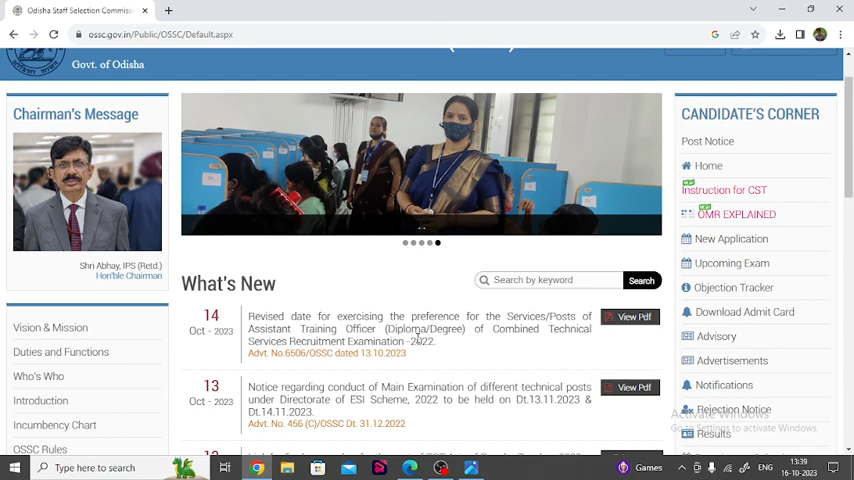 Odisha Staff Selection Commissi
ossc.gov.in/Public/OSSC/Default.aspx
Govt. of Odisha
Chairman's Message
Shri Abhay, IPS (Retd.)
Hon'ble Chairman
Vision & Mission
Duties and Functions
Who's Who
Introduction
Incumbency Chart
OSSC Rules
What's New
Search by keyword
Search
14
Oct - 2023
Revised date for exercising the preference for the Services/Posts of
Assistant Training Officer (Diploma/Degree) of Combined Technical
Services Recruitment Examination -2022.
Advt. No.6506/OSSC dated 13.10.2023
View Pdf
13
Oct - 2023
Notice regarding conduct of Main Examination of different technical posts
under Directorate of ESI Scheme, 2022 to be held on Dt.13.11.2023 &
Dt.14.11.2023.
Advt. No. 456 (C)/OSSC Dt. 31.12.2022
View Pdf
CANDIDATE'S CORNER
Post Notice
Home
Instruction for CST
OMR EXPLAINED
New Application
Upcoming Exam
Objection Tracker
Download Admit Card
Advisory
Advertisements
Notifications
Rejection Notice
Results
Activate Windows
Go to Settings to activate Windows.
Type here to search
Games
ENG
13:39
16-10-2023